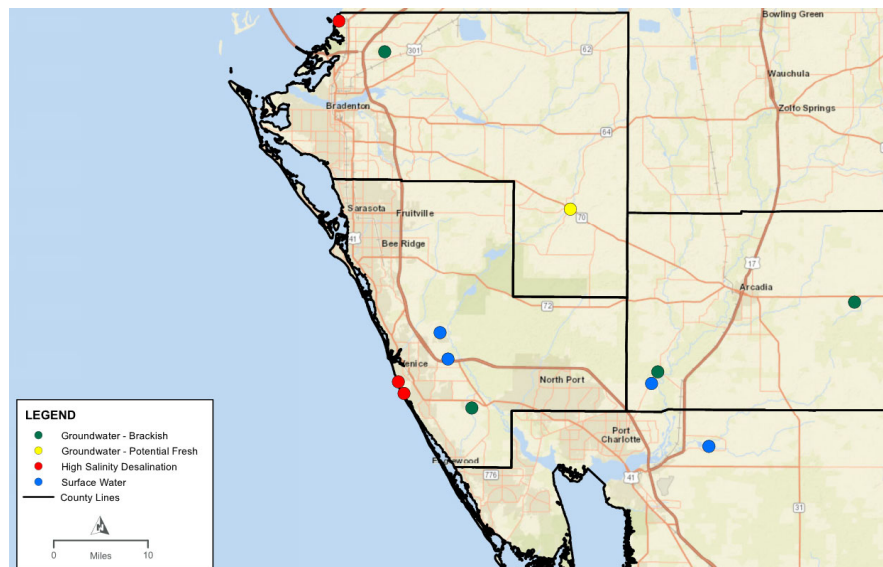 Bowling Green
301
62
Wauchula
Zolfo Springs
Bradenton
64
Sarasota
Fruitville
70
41
Bee Ridge
17
Arcadia
72
Venice
North Port
LEGEND
Groundwater - Brackish
Groundwater - Potential Fresh
High Salinity Desalination
Surface Water
County Lines
0 10
Miles
Port
Charlotte
776
41
31